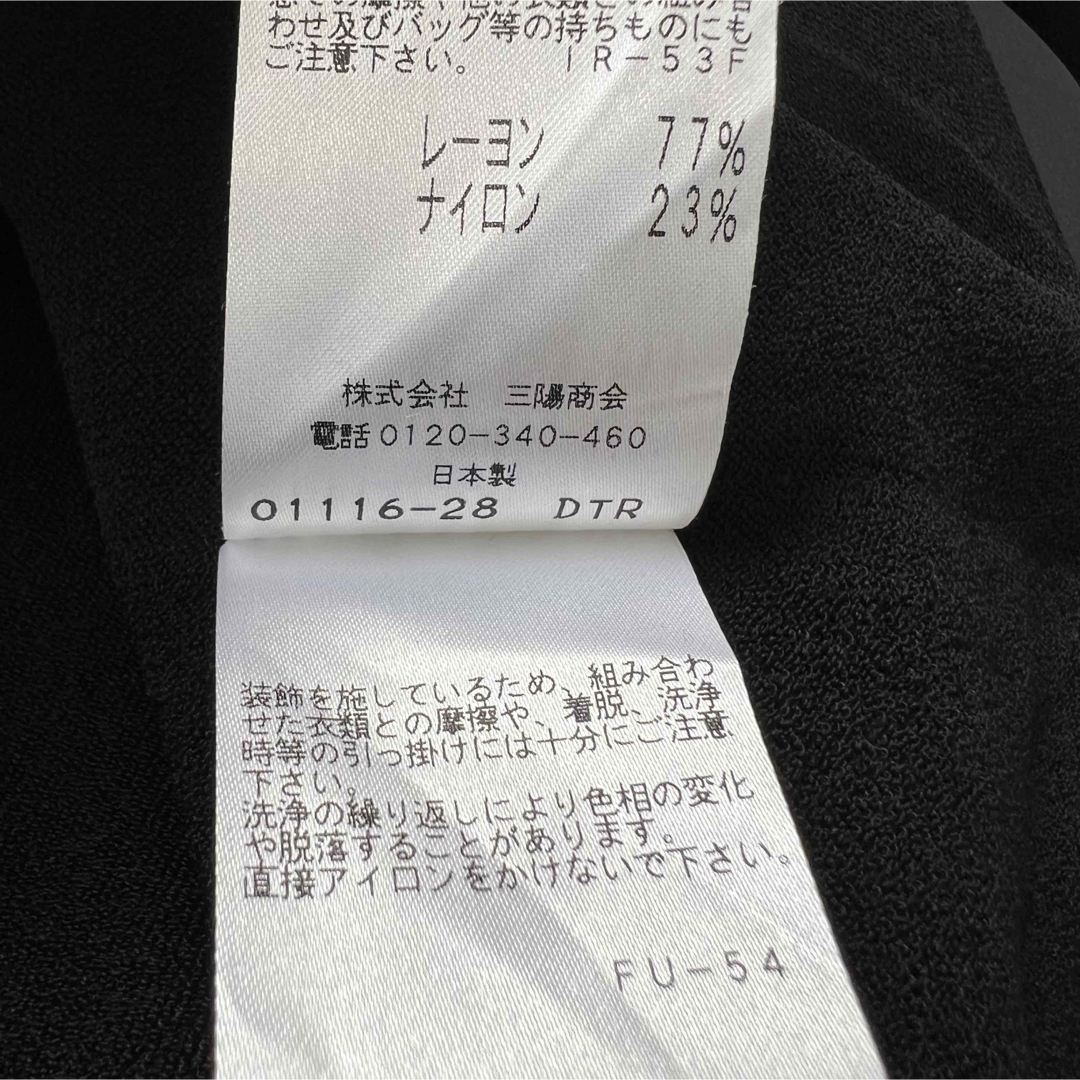 わせ及びバッグ等の持ちものにも
ご注意下さい。 IR-53F
レーヨン 77%
ナイロン 23%
株式会社 三陽商会
電話0120-340-460
日本製
01116-28 DTR
装飾を施しているため、組み合わ
せた衣類との摩擦や、着脱、洗浄
時等の引っ掛けには十分にご注意
下さい。
洗浄の繰り返しにより色相の変化
や脱落することがあります。
直接アイロンをかけないで下さい。
FU-54